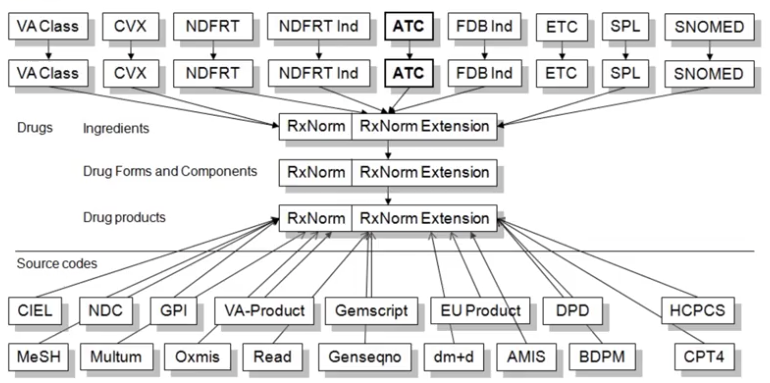 VA Class CVX NDFRT NDFRT Ind ATC FDB Ind ETC SPL SNOMED
VA Class CVX NDFRT NDFRT Ind ATC FDB Ind ETC SPL SNOMED
Drugs Ingredients RxNorm RxNorm Extension
Drug Forms and Components RxNorm RxNorm Extension
Drug products RxNorm RxNorm Extension
Source codes
CIEL NDC GPI VA-Product Gemscript EU Product DPD HCPCS
MeSH Multum Oxmis Read Genseqno dm+d AMIS BDPM CPT4